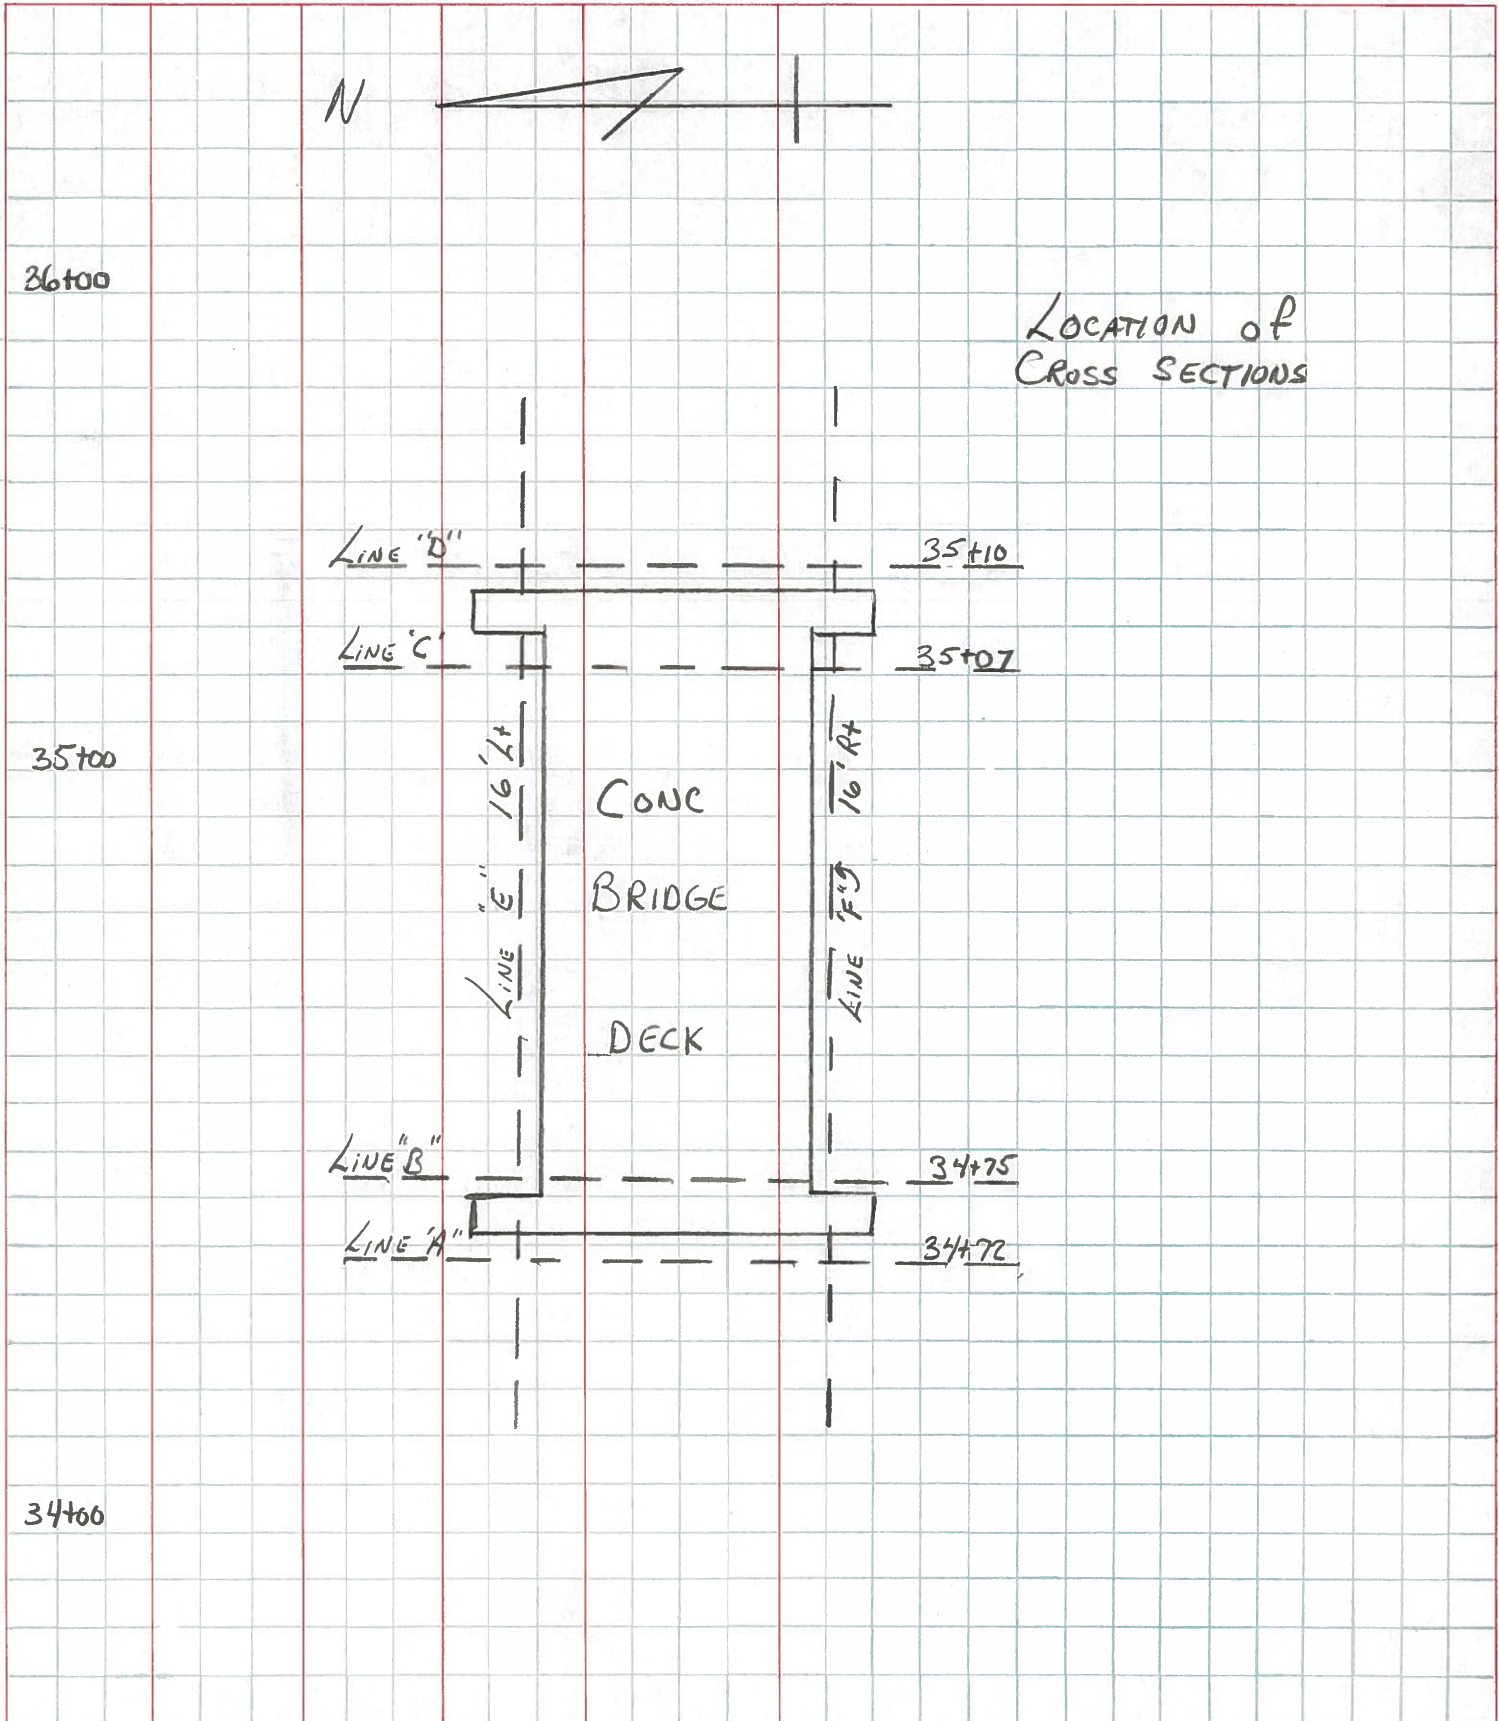 N
36+00
LOCATION of
CROSS SECTIONS
LINE "D"
35+10
LINE "C"
35+07
35+00
LINE "E" 16' Lt
CONC
BRIDGE
DECK
LINE "F" 16' Rt
LINE "B"
34+75
LINE "A"
34+72
34+00